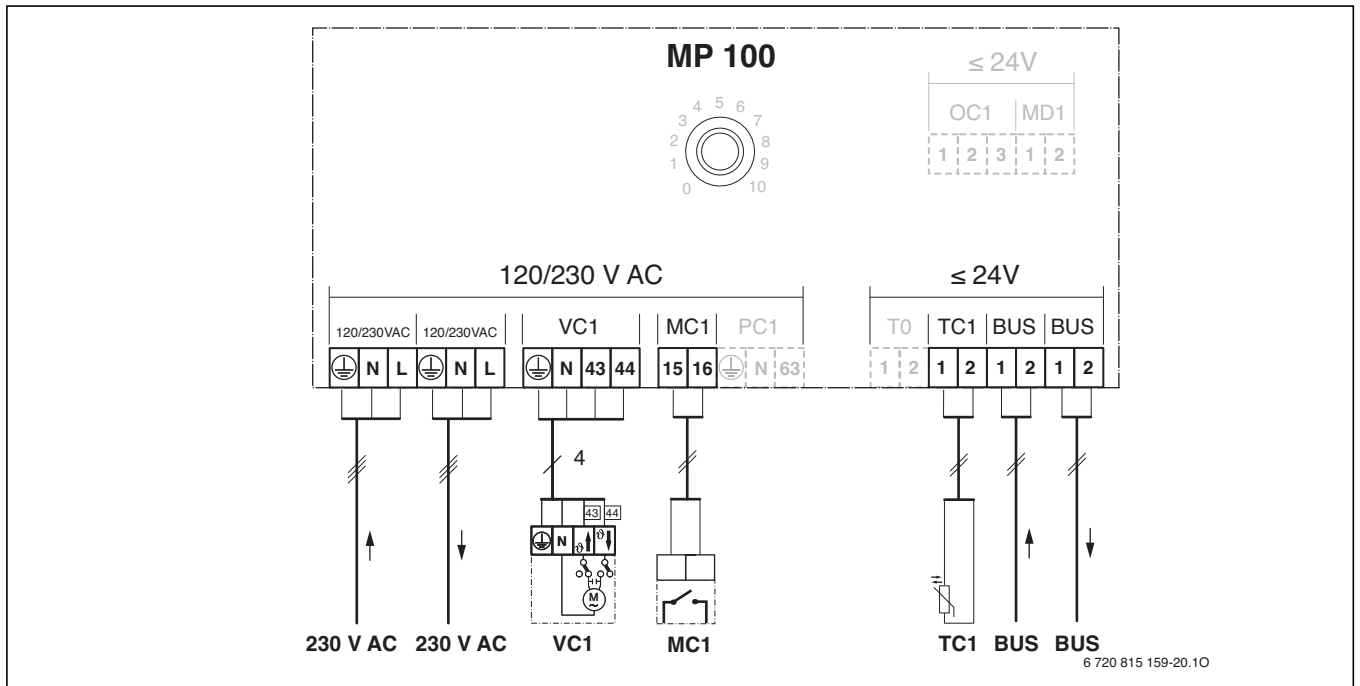 MP 100
≤ 24V
OC1 MD1
1 2 3 1 2
0 1 2 3 4 5 6 7 8 9 10
120/230 V AC
≤ 24V
120/230VAC 120/230VAC VC1 MC1 PC1 T0 TC1 BUS BUS
N L N L N 43 44 15 16 N 63 1 2 1 2 1 2 1 2
4
43 44
N ϑ ϑ
M
~
230 V AC 230 V AC VC1 MC1 TC1 BUS BUS
6 720 815 159-20.1O